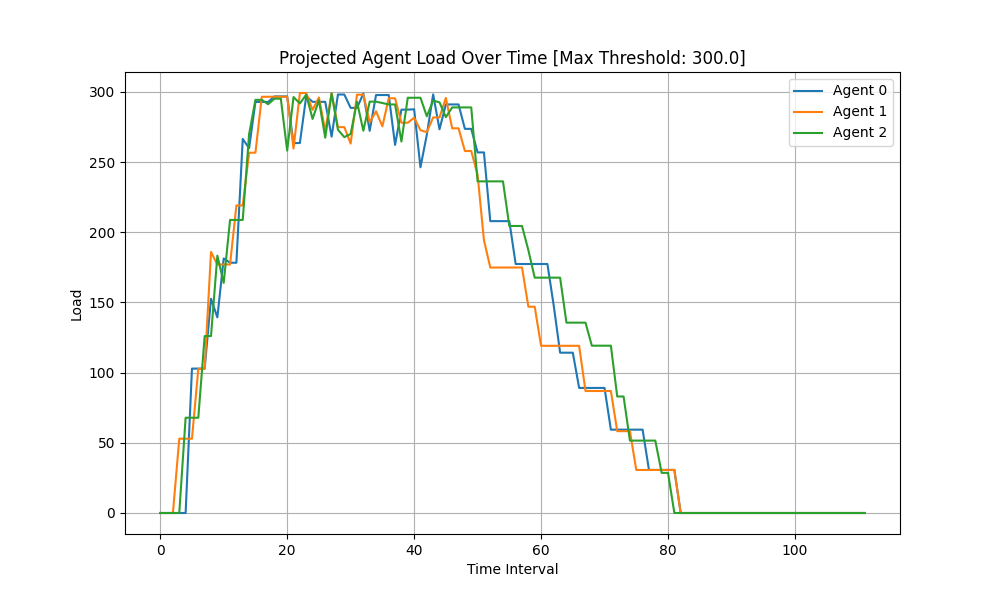 Projected Agent Load Over Time [Max Threshold: 300.0]
Agent 0
Agent 1
Agent 2
Load
300
250
200
150
100
50
0
0 20 40 60 80 100
Time Interval